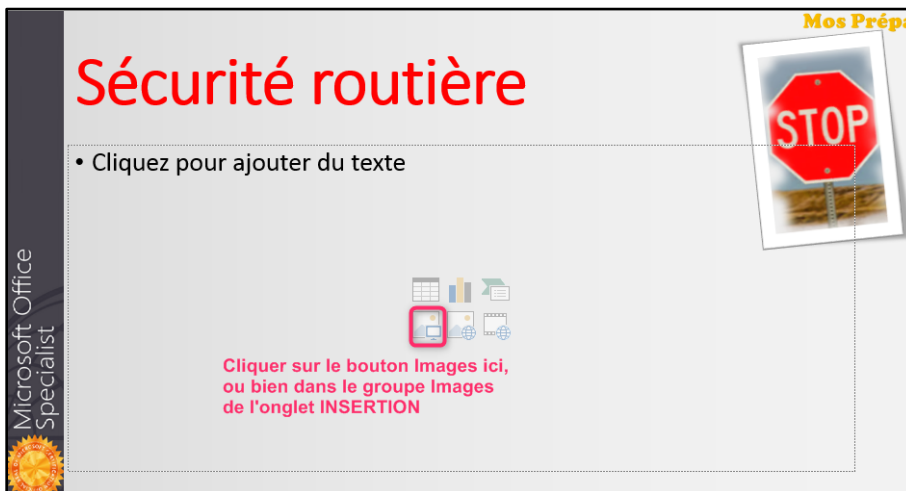 Mos Prépa
Sécurité routière
STOP
• Cliquez pour ajouter du texte
Cliquer sur le bouton Images ici,
ou bien dans le groupe Images
de l'onglet INSERTION
Microsoft Office
Specialist